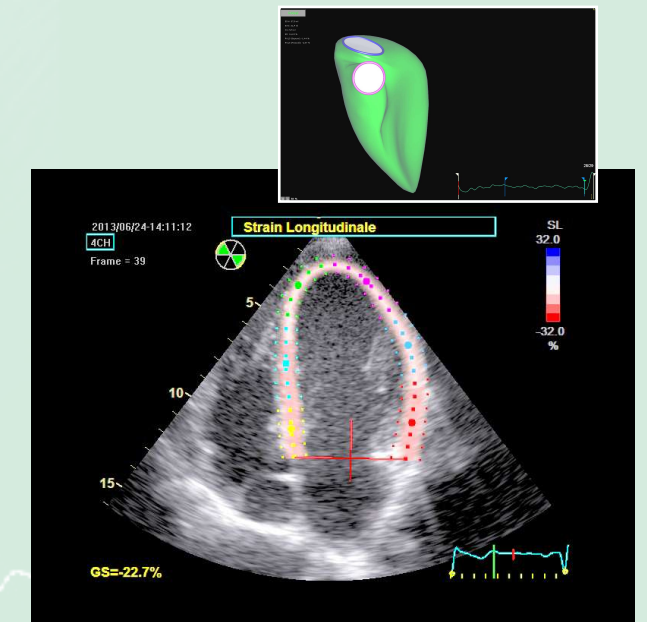 2013/06/24-14:11:12
4CH
Frame = 39
Strain Longitudinale
SL
32.0
-32.0
%
5
10
15
GS=-22.7%